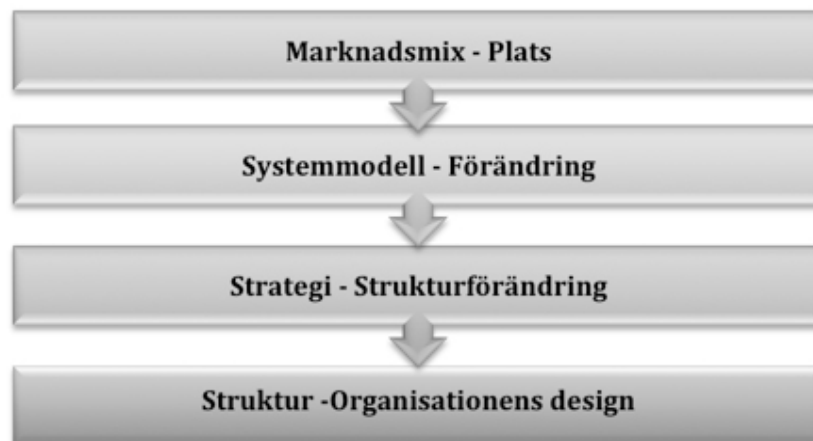 Marknadsmix - Plats
Systemmodell - Förändring
Strategi - Strukturförändring
Struktur -Organisationens design